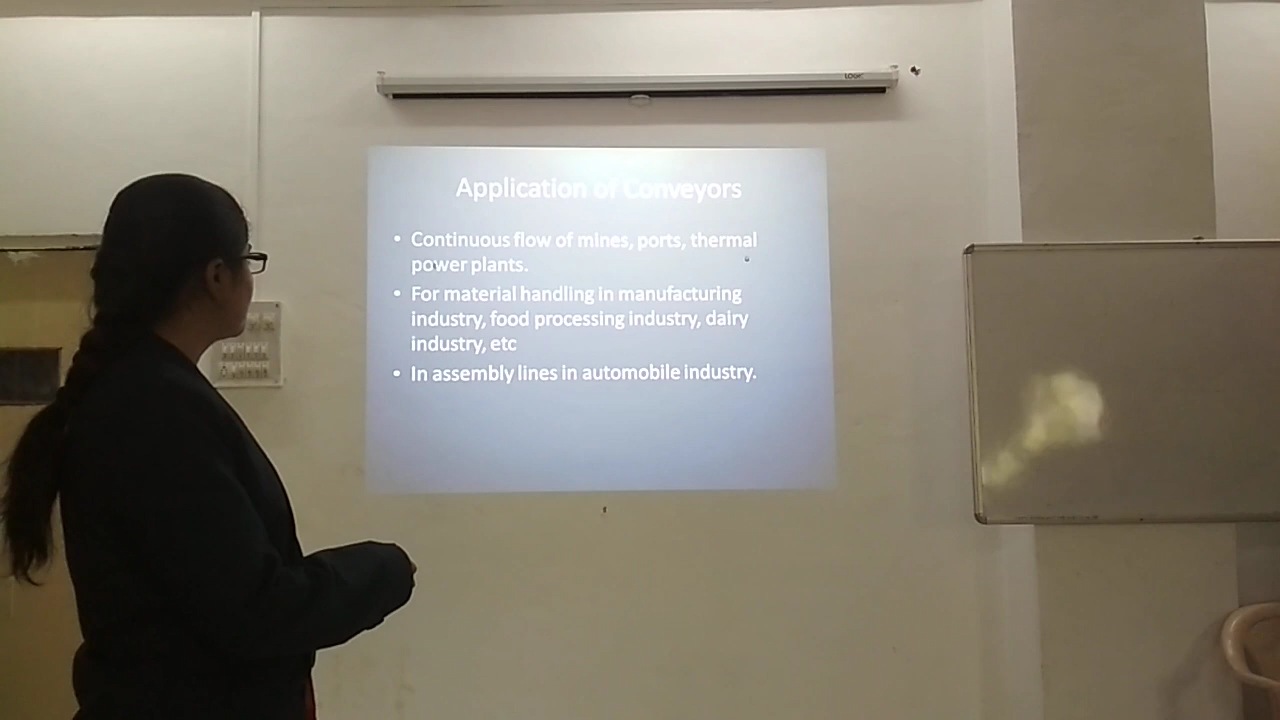 LOGIC
Application of Conveyors
• Continuous flow of mines, ports, thermal
power plants.
• For material handling in manufacturing
industry, food processing industry, dairy
industry, etc
• In assembly lines in automobile industry.